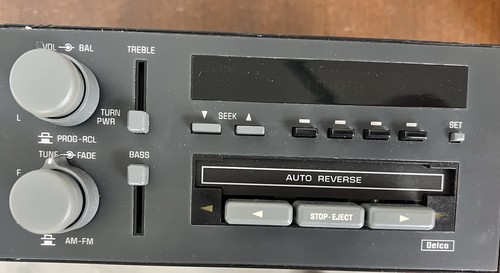 VOL BAL
TREBLE
L
TURN
PWR
PROG-RCL
SEEK
SET
TUNE FADE
BASS
F
AM-FM
AUTO REVERSE
STOP-EJECT
Delco